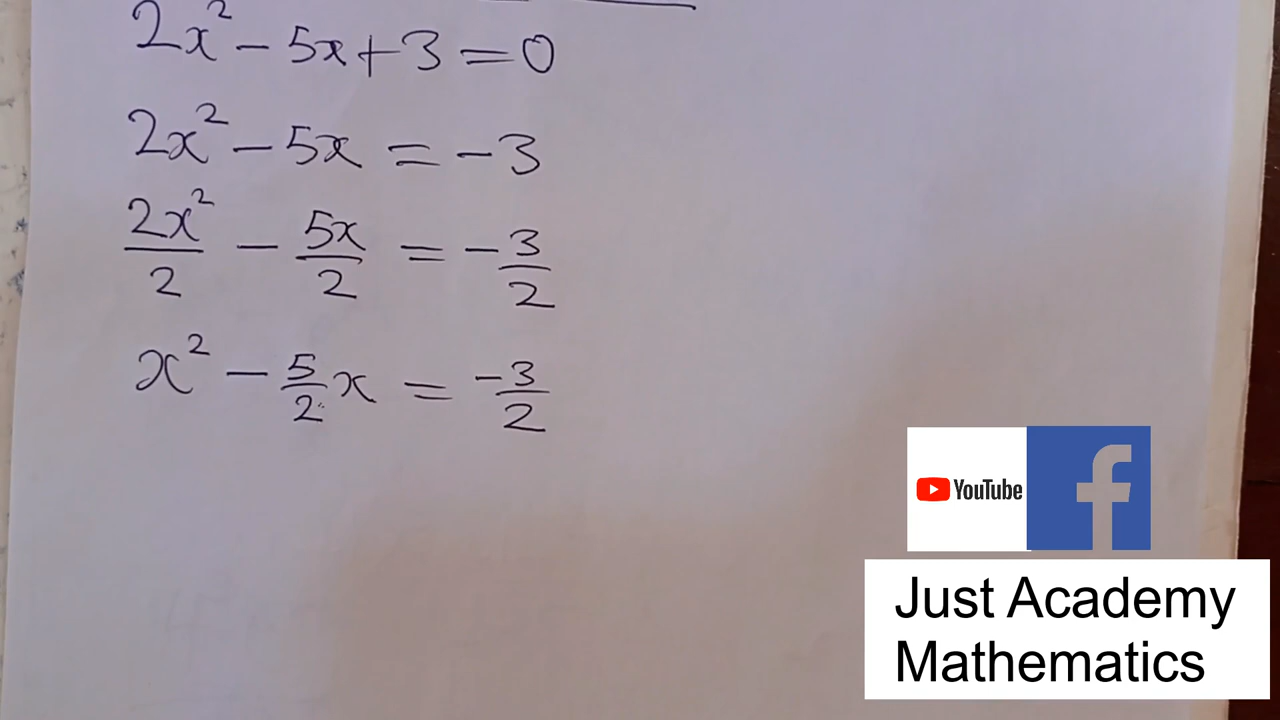 2x² - 5x + 3 = 0
2x² - 5x = -3
2x²/2 - 5x/2 = -3/2
x² - 5/2 x = -3/2
YouTube
f
Just Academy
Mathematics